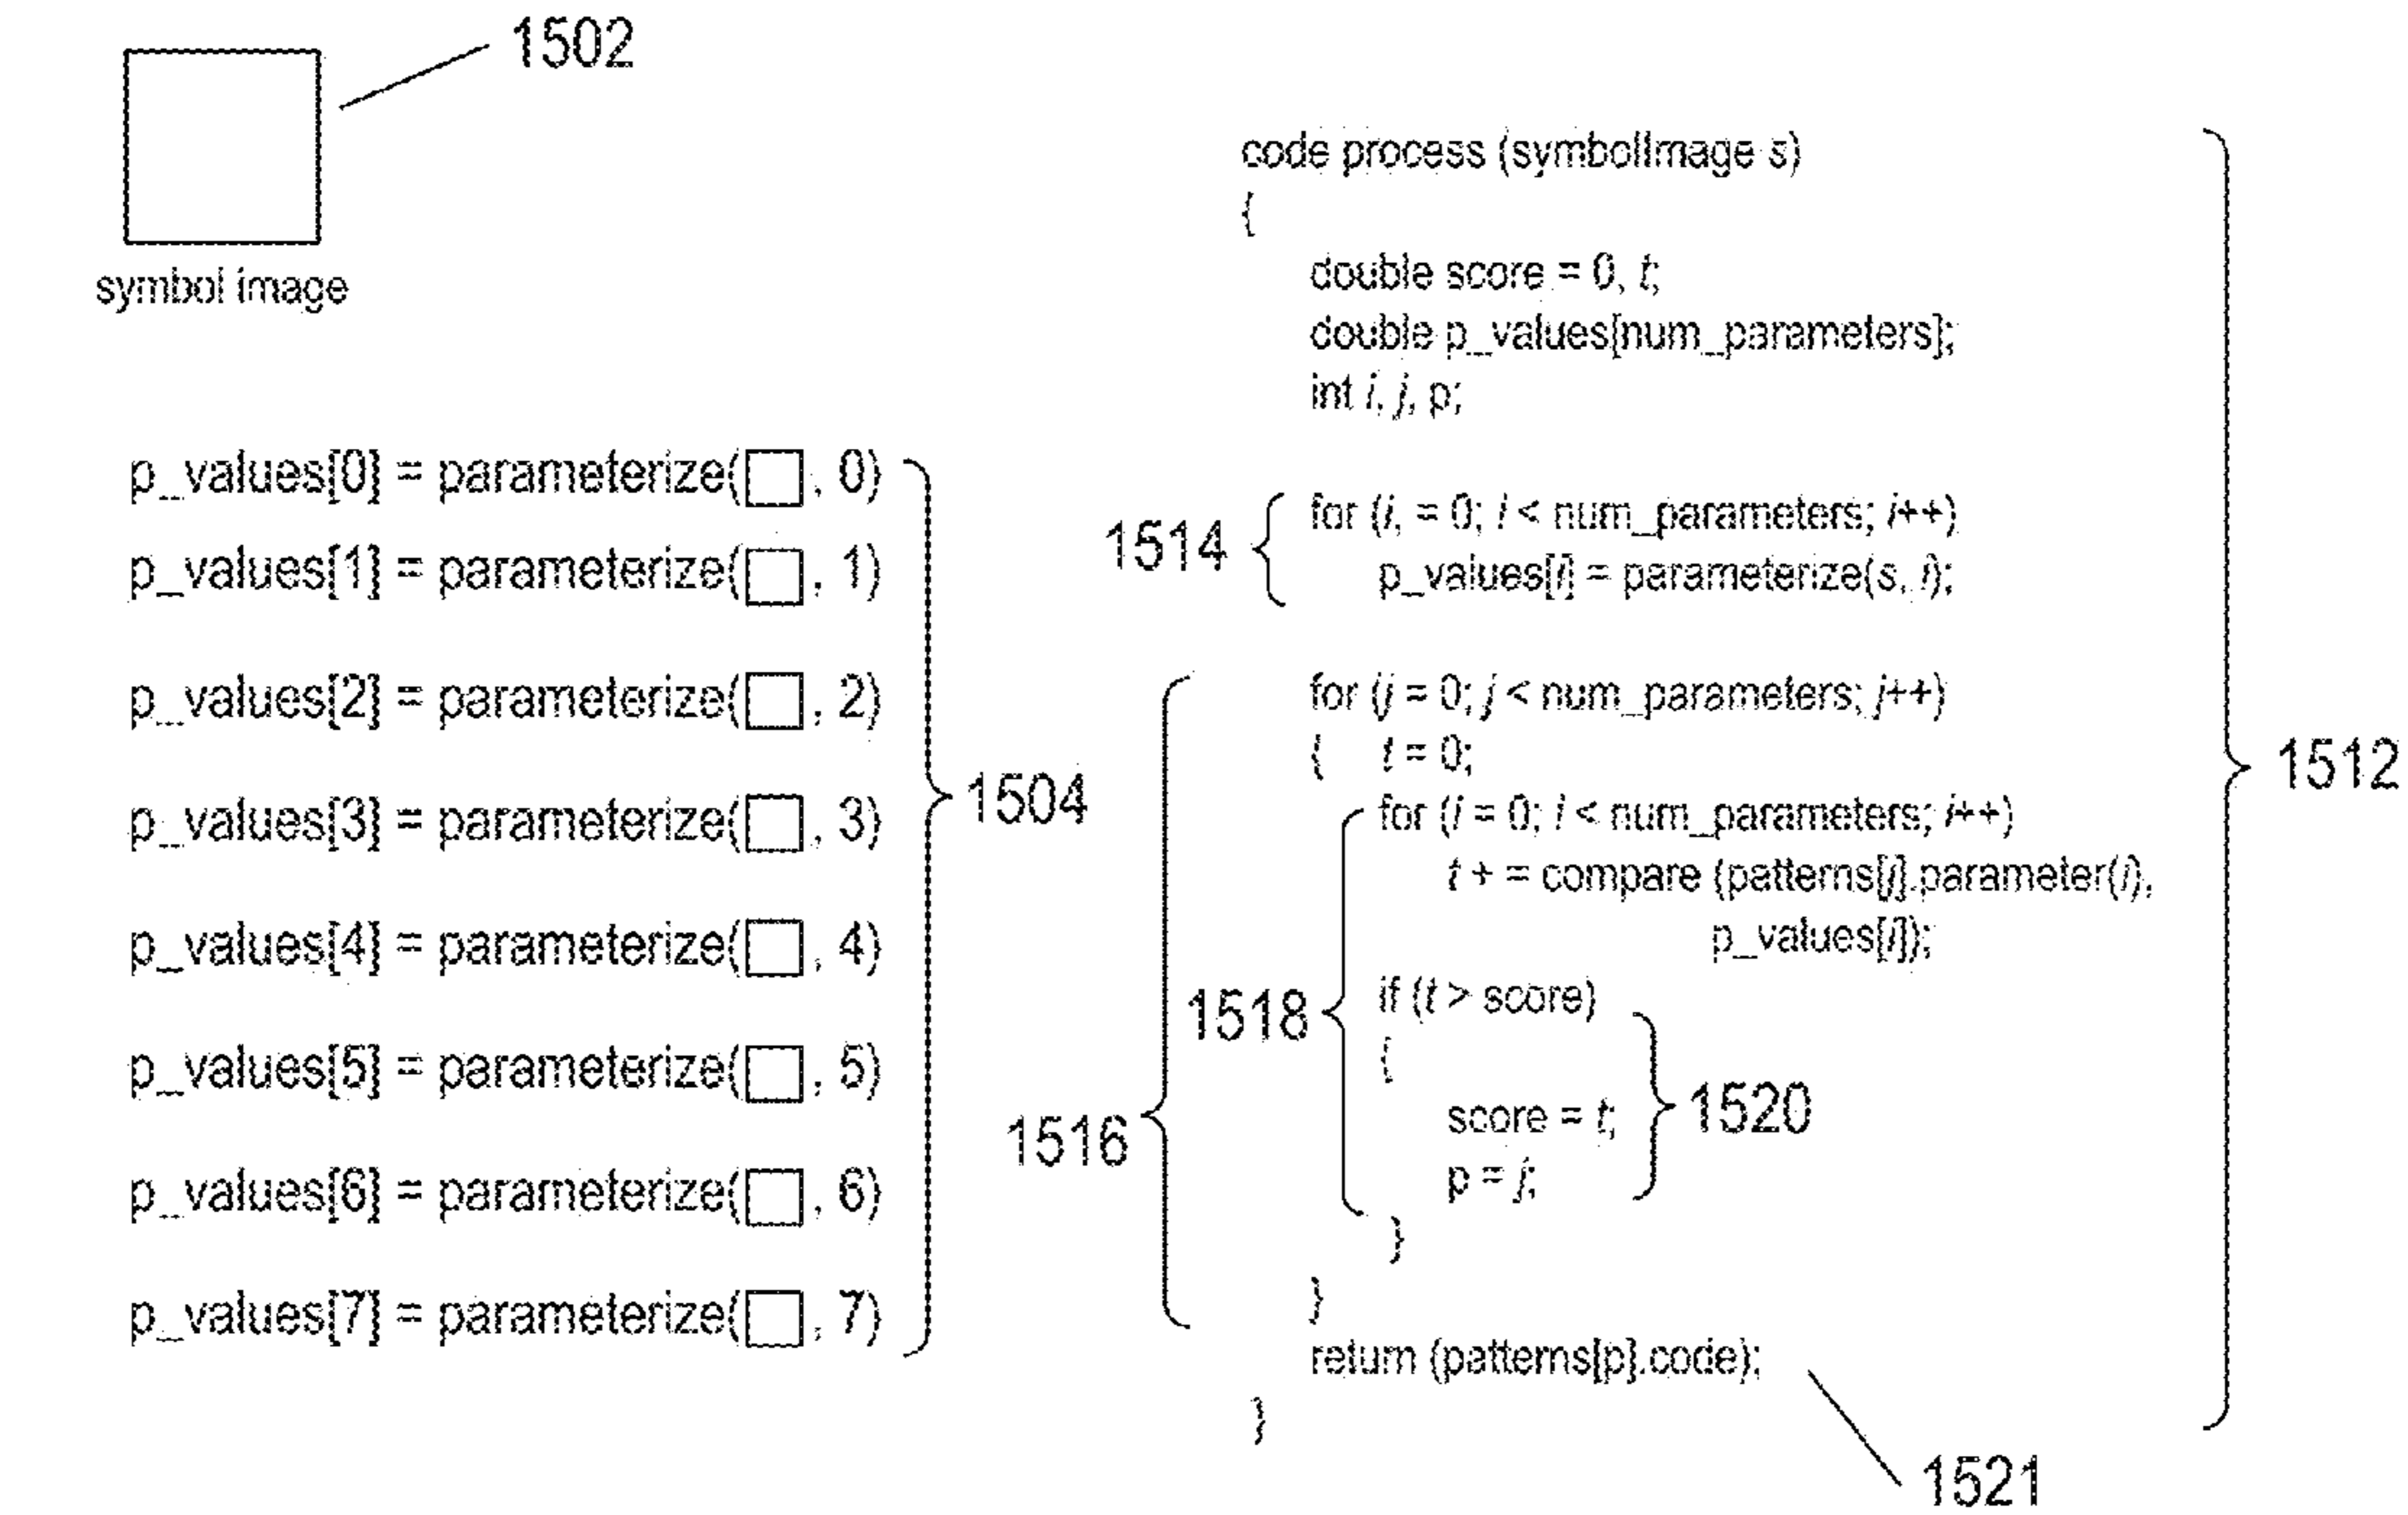 1502
symbol image
p_values[0] = parameterize(□, 0)
p_values[1] = parameterize(□, 1)
p_values[2] = parameterize(□, 2)
p_values[3] = parameterize(□, 3)
p_values[4] = parameterize(□, 4)
p_values[5] = parameterize(□, 5)
p_values[6] = parameterize(□, 6)
p_values[7] = parameterize(□, 7)
1504
code process (symbolImage s)
{
double score = 0, t;
double p_values[num_parameters];
int i, j, p;
1514
for (i, = 0; i < num_parameters; i++)
p_values[i] = parameterize(s, i);
1516
for (j = 0; j < num_parameters; j++)
{ t = 0;
1518
for (i = 0; i < num_parameters; i++)
t + = compare (patterns[j].parameter(i),
p_values[i]);
if (t > score)
{
score = t;
p = j;
1520
}
}
return (patterns[p].code);
}
1512
1521